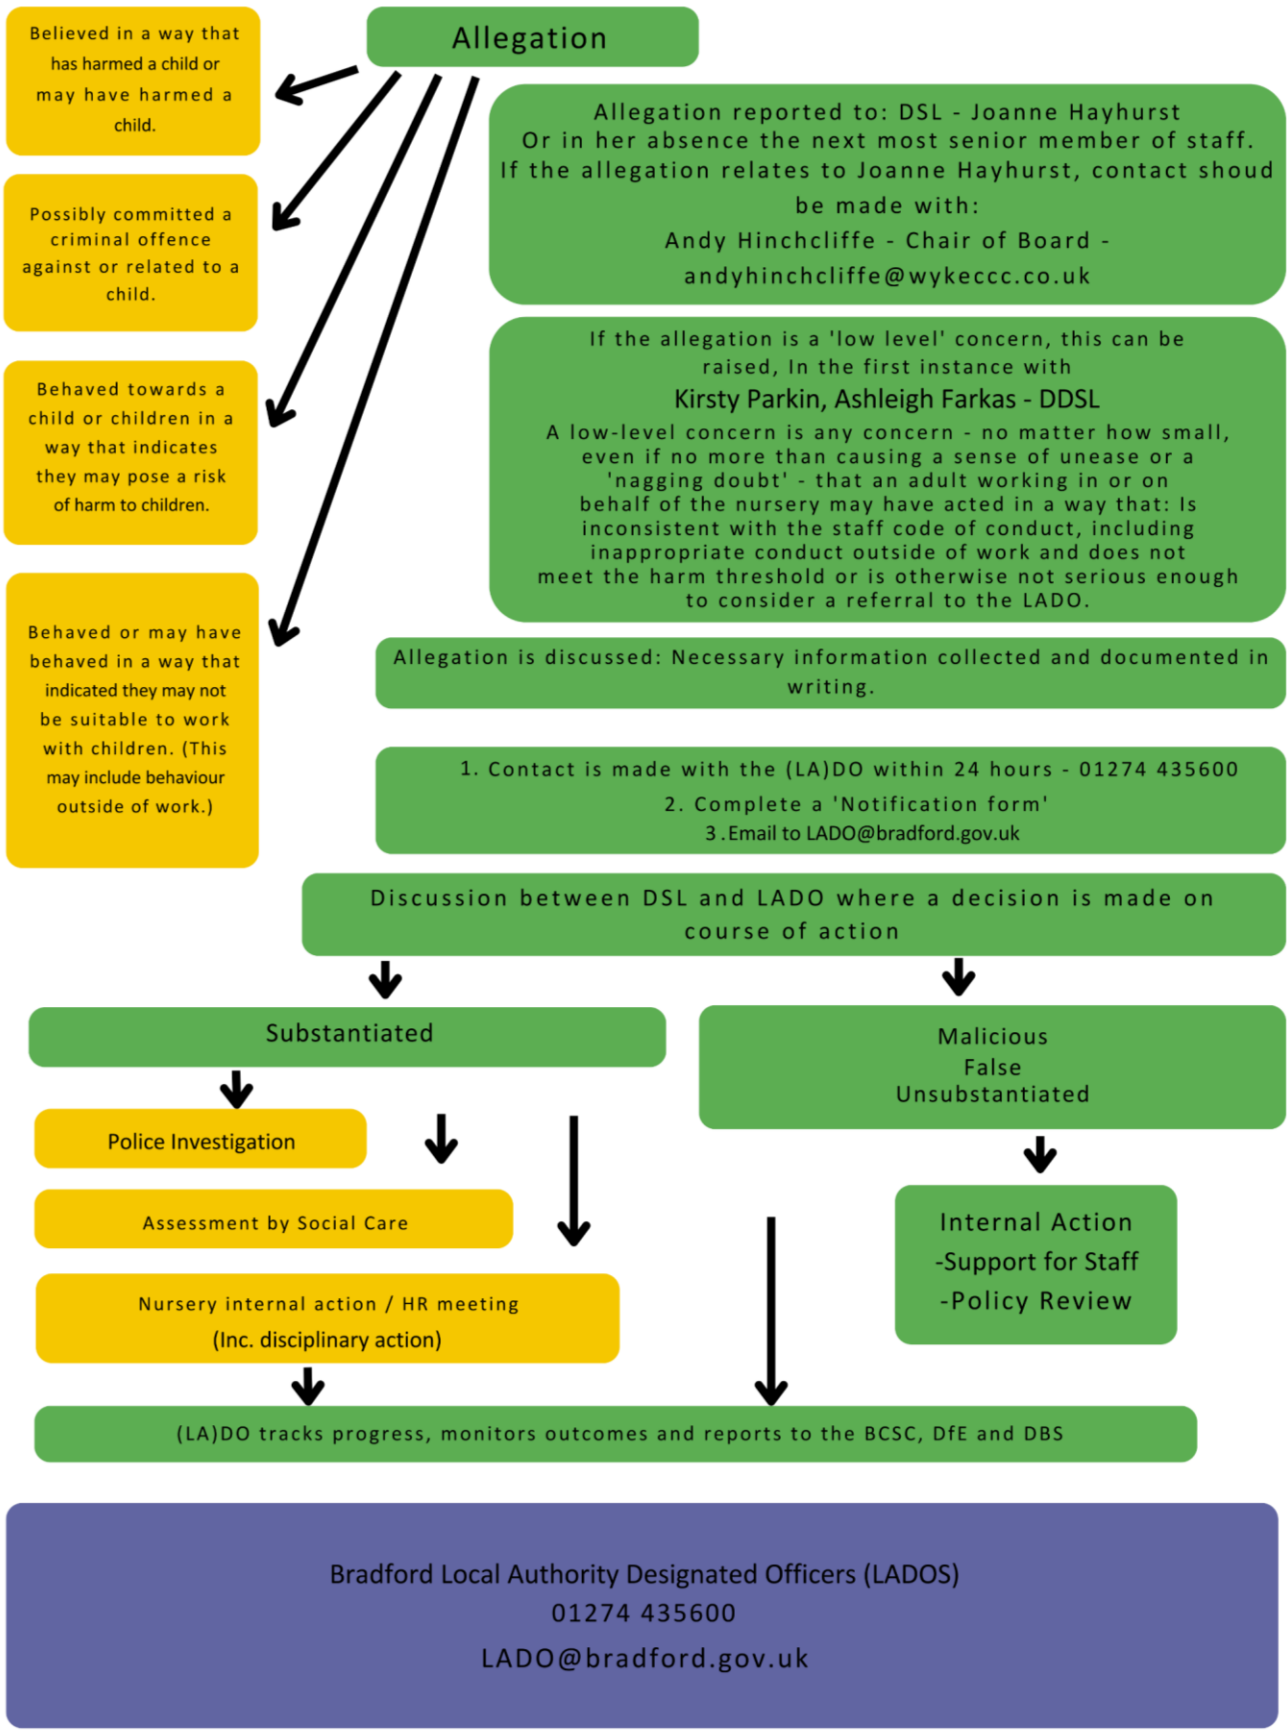 Allegation
Believed in a way that
has harmed a child or
may have harmed a
child.
Possibly committed a
criminal offence
against or related to a
child.
Behaved towards a
child or children in a
way that indicates
they may pose a risk
of harm to children.
Behaved or may have
behaved in a way that
indicated they may not
be suitable to work
with children. (This
may include behaviour
outside of work.)
Allegation reported to: DSL - Joanne Hayhurst
Or in her absence the next most senior member of staff.
If the allegation relates to Joanne Hayhurst, contact shoud
be made with:
Andy Hinchcliffe - Chair of Board -
andyhinchcliffe@wykeccc.co.uk
If the allegation is a 'low level' concern, this can be
raised, In the first instance with
Kirsty Parkin, Ashleigh Farkas - DDSL
A low-level concern is any concern - no matter how small,
even if no more than causing a sense of unease or a
'nagging doubt' - that an adult working in or on
behalf of the nursery may have acted in a way that: Is
inconsistent with the staff code of conduct, including
inappropriate conduct outside of work and does not
meet the harm threshold or is otherwise not serious enough
to consider a referral to the LADO.
Allegation is discussed: Necessary information collected and documented in
writing.
1. Contact is made with the (LA)DO within 24 hours - 01274 435600
2. Complete a 'Notification form'
3.Email to LADO@bradford.gov.uk
Discussion between DSL and LADO where a decision is made on
course of action
Substantiated
Police Investigation
Assessment by Social Care
Nursery internal action / HR meeting
(Inc. disciplinary action)
Malicious
False
Unsubstantiated
Internal Action
-Support for Staff
-Policy Review
(LA)DO tracks progress, monitors outcomes and reports to the BCSC, DfE and DBS
Bradford Local Authority Designated Officers (LADOS)
01274 435600
LADO@bradford.gov.uk